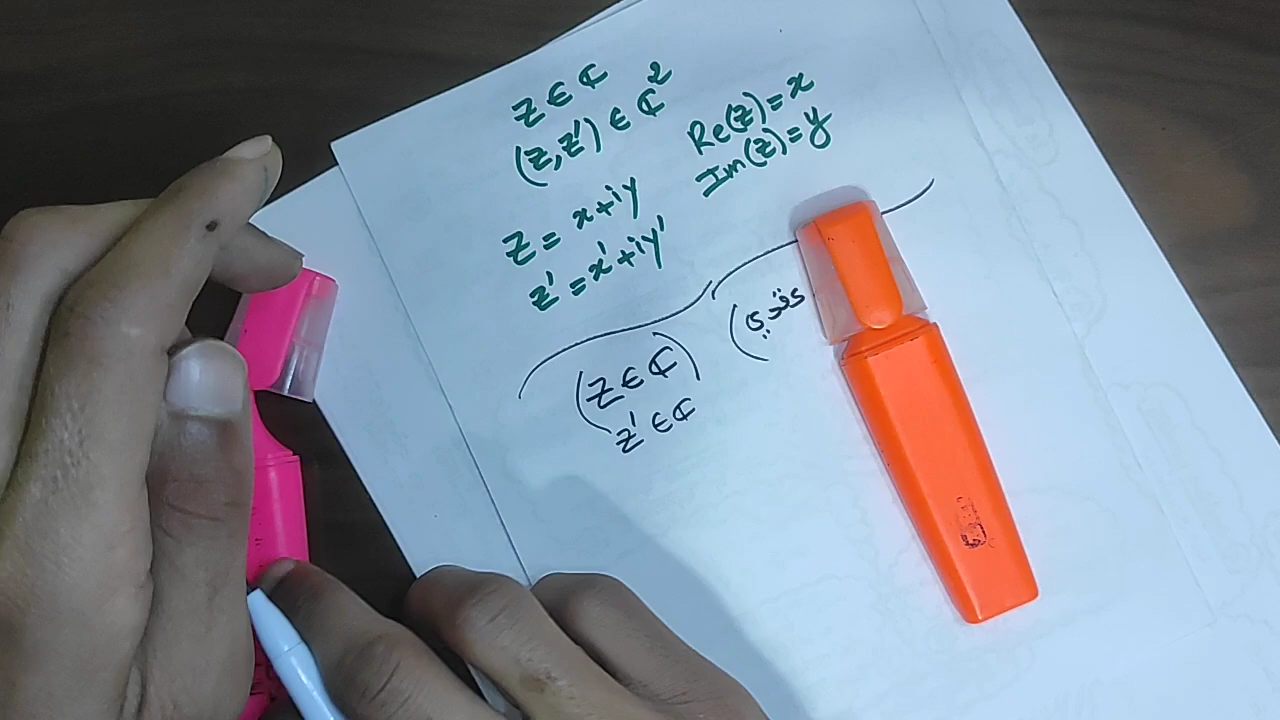 z ∈ ℂ
(z, z') ∈ ℂ²
Re(z) = x
Im(z) = y
z = x + iy
z' = x' + iy'
(z ∈ ℂ)
z' ∈ ℂ